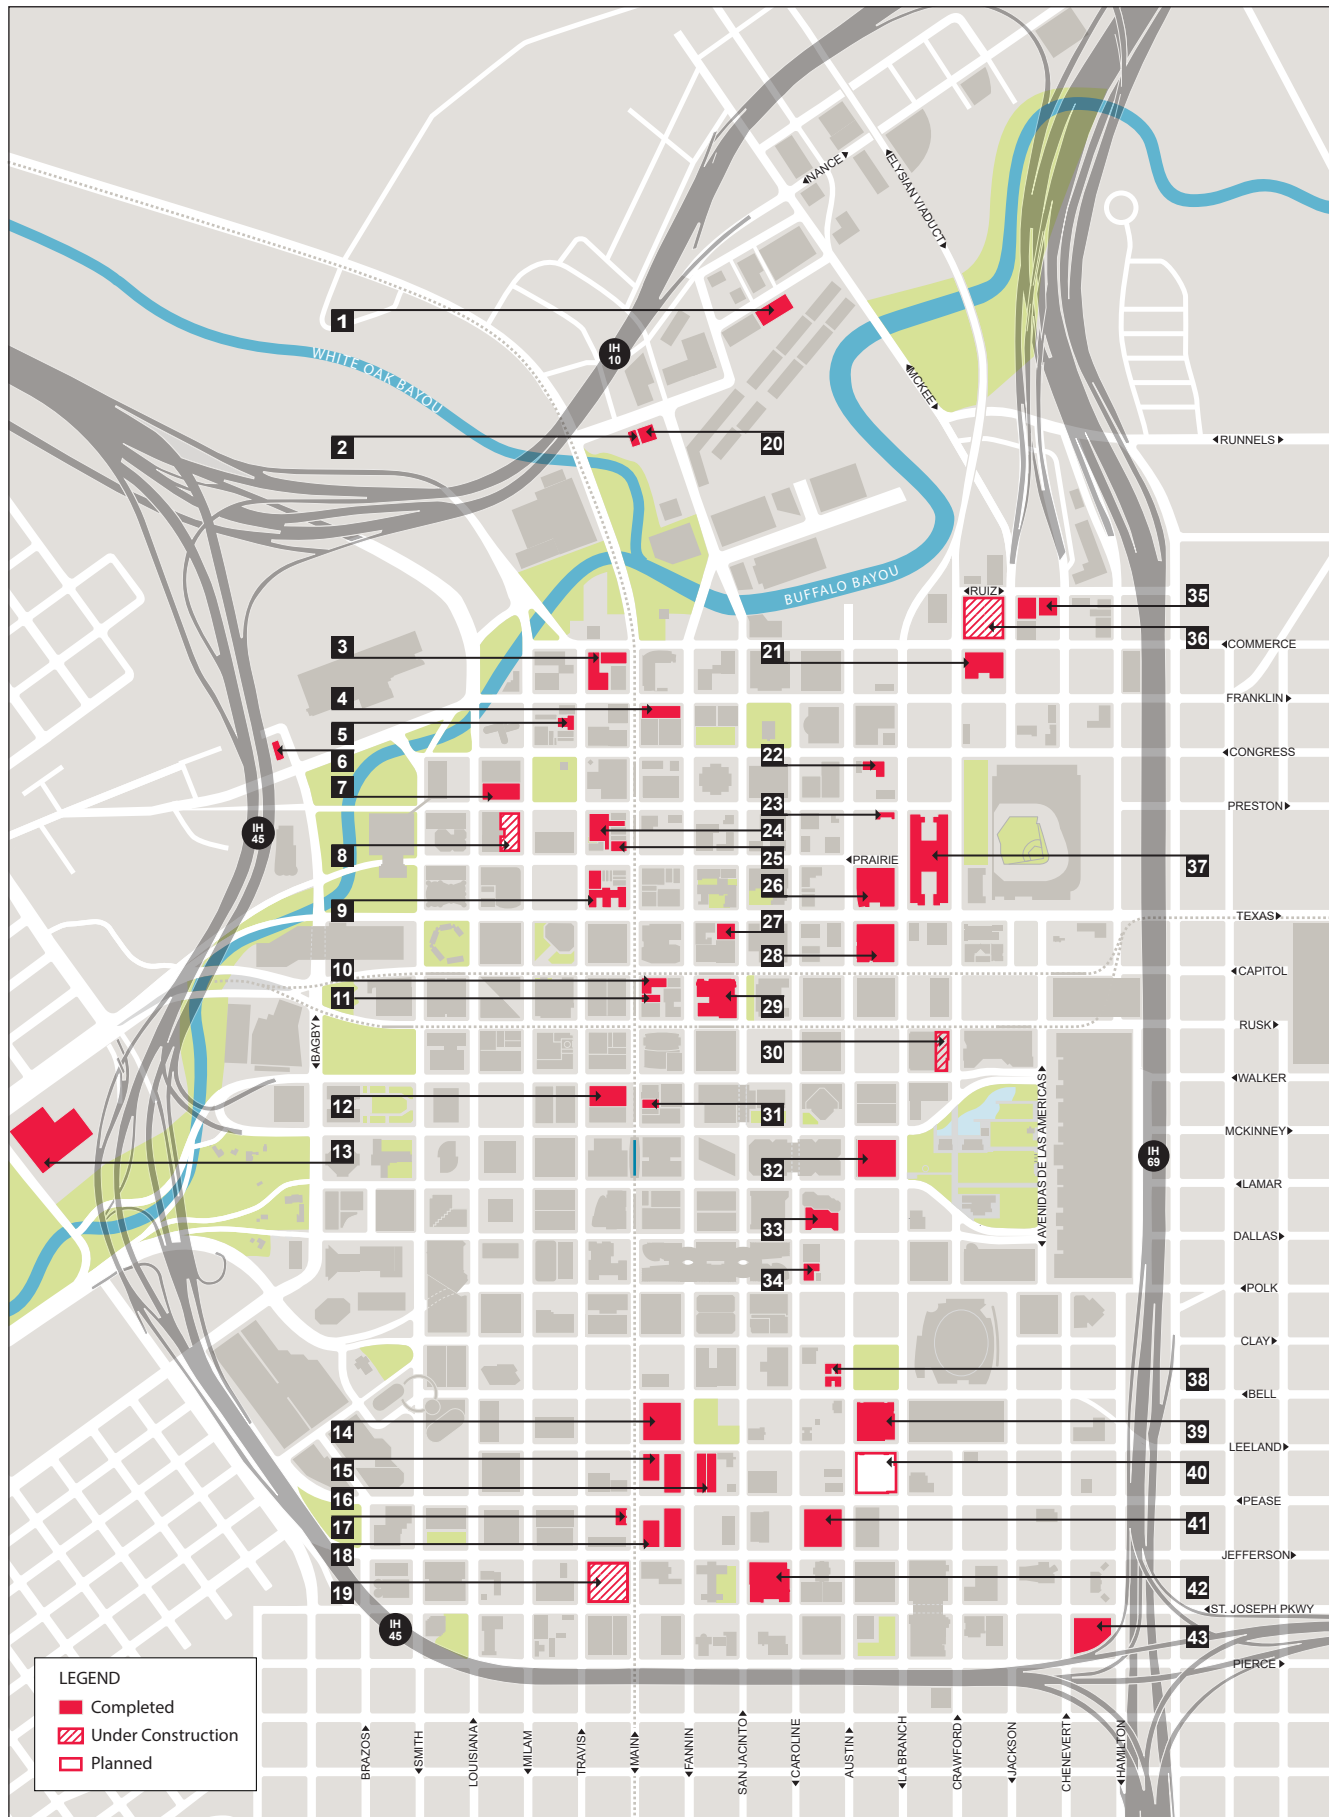 NANCE
ELYSIAN VIADUCT
1
WHITE OAK BAYOU
IH
10
MCKEE
2
20
RUNNELS
BUFFALO BAYOU
RUIZ
35
36
COMMERCE
3
21
4
FRANKLIN
5
6
22
CONGRESS
7
23
PRESTON
IH
45
24
8
25
PRAIRIE
37
26
9
27
TEXAS
28
10
CAPITOL
11
29
RUSK
BAGBY
30
WALKER
12
31
AVENIDAS DE LAS AMERICAS
MCKINNEY
13
32
IH
69
LAMAR
33
DALLAS
34
POLK
CLAY
38
BELL
14
39
LEELAND
15
40
16
PEASE
17
41
18
JEFFERSON
19
42
IH
45
ST. JOSEPH PKWY
43
PIERCE
LEGEND
Completed
Under Construction
Planned
BRAZOS
SMITH
LOUISIANA
MILAM
TRAVIS
MAIN
FANNIN
SAN JACINTO
CAROLINE
AUSTIN
LA BRANCH
CRAWFORD
JACKSON
CHENEVERT
HAMILTON